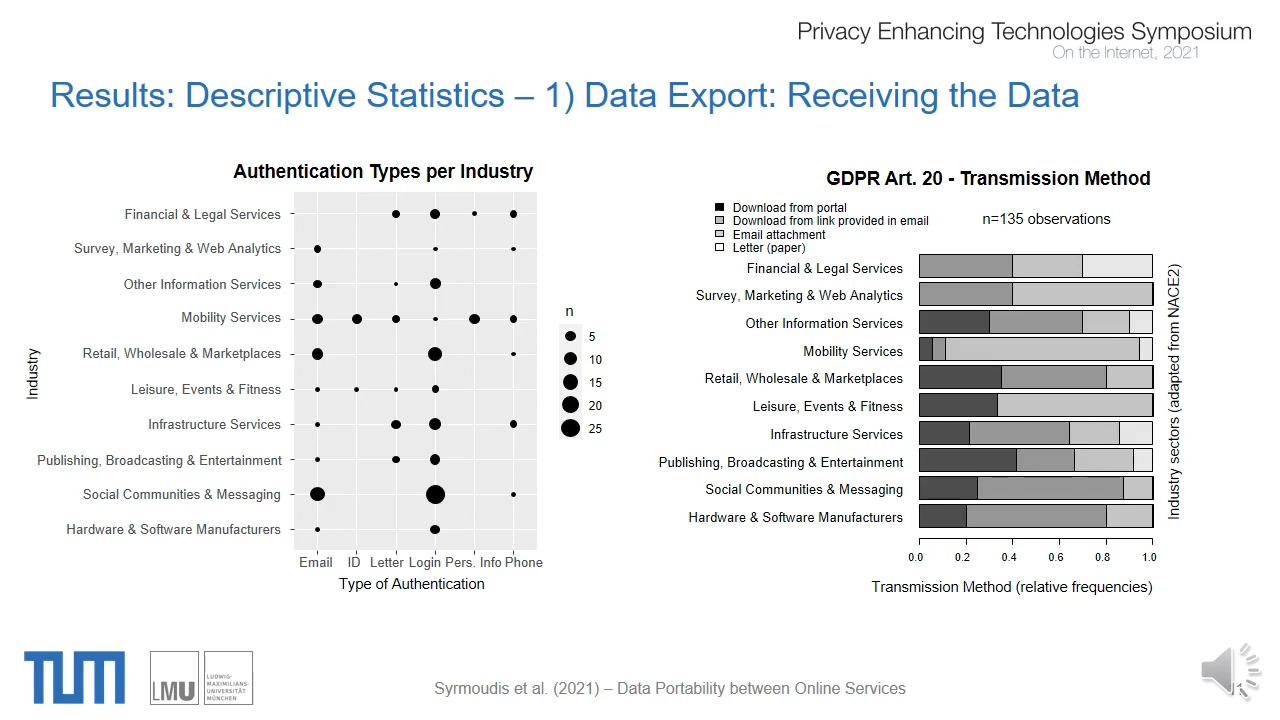 Privacy Enhancing Technologies Symposium
On the Internet, 2021
Results: Descriptive Statistics – 1) Data Export: Receiving the Data
Authentication Types per Industry
Industry
Financial & Legal Services
Survey, Marketing & Web Analytics
Other Information Services
Mobility Services
Retail, Wholesale & Marketplaces
Leisure, Events & Fitness
Infrastructure Services
Publishing, Broadcasting & Entertainment
Social Communities & Messaging
Hardware & Software Manufacturers
Email ID Letter Login Pers. Info Phone
Type of Authentication
n
5
10
15
20
25
GDPR Art. 20 - Transmission Method
Download from portal
Download from link provided in email
Email attachment
Letter (paper)
n=135 observations
Financial & Legal Services
Survey, Marketing & Web Analytics
Other Information Services
Mobility Services
Retail, Wholesale & Marketplaces
Leisure, Events & Fitness
Infrastructure Services
Publishing, Broadcasting & Entertainment
Social Communities & Messaging
Hardware & Software Manufacturers
Industry sectors (adapted from NACE2)
0.0 0.2 0.4 0.6 0.8 1.0
Transmission Method (relative frequencies)
TUM
LMU
LUDWIG-
MAXIMILIANS-
UNIVERSITÄT
MÜNCHEN
Syrmoudis et al. (2021) – Data Portability between Online Services